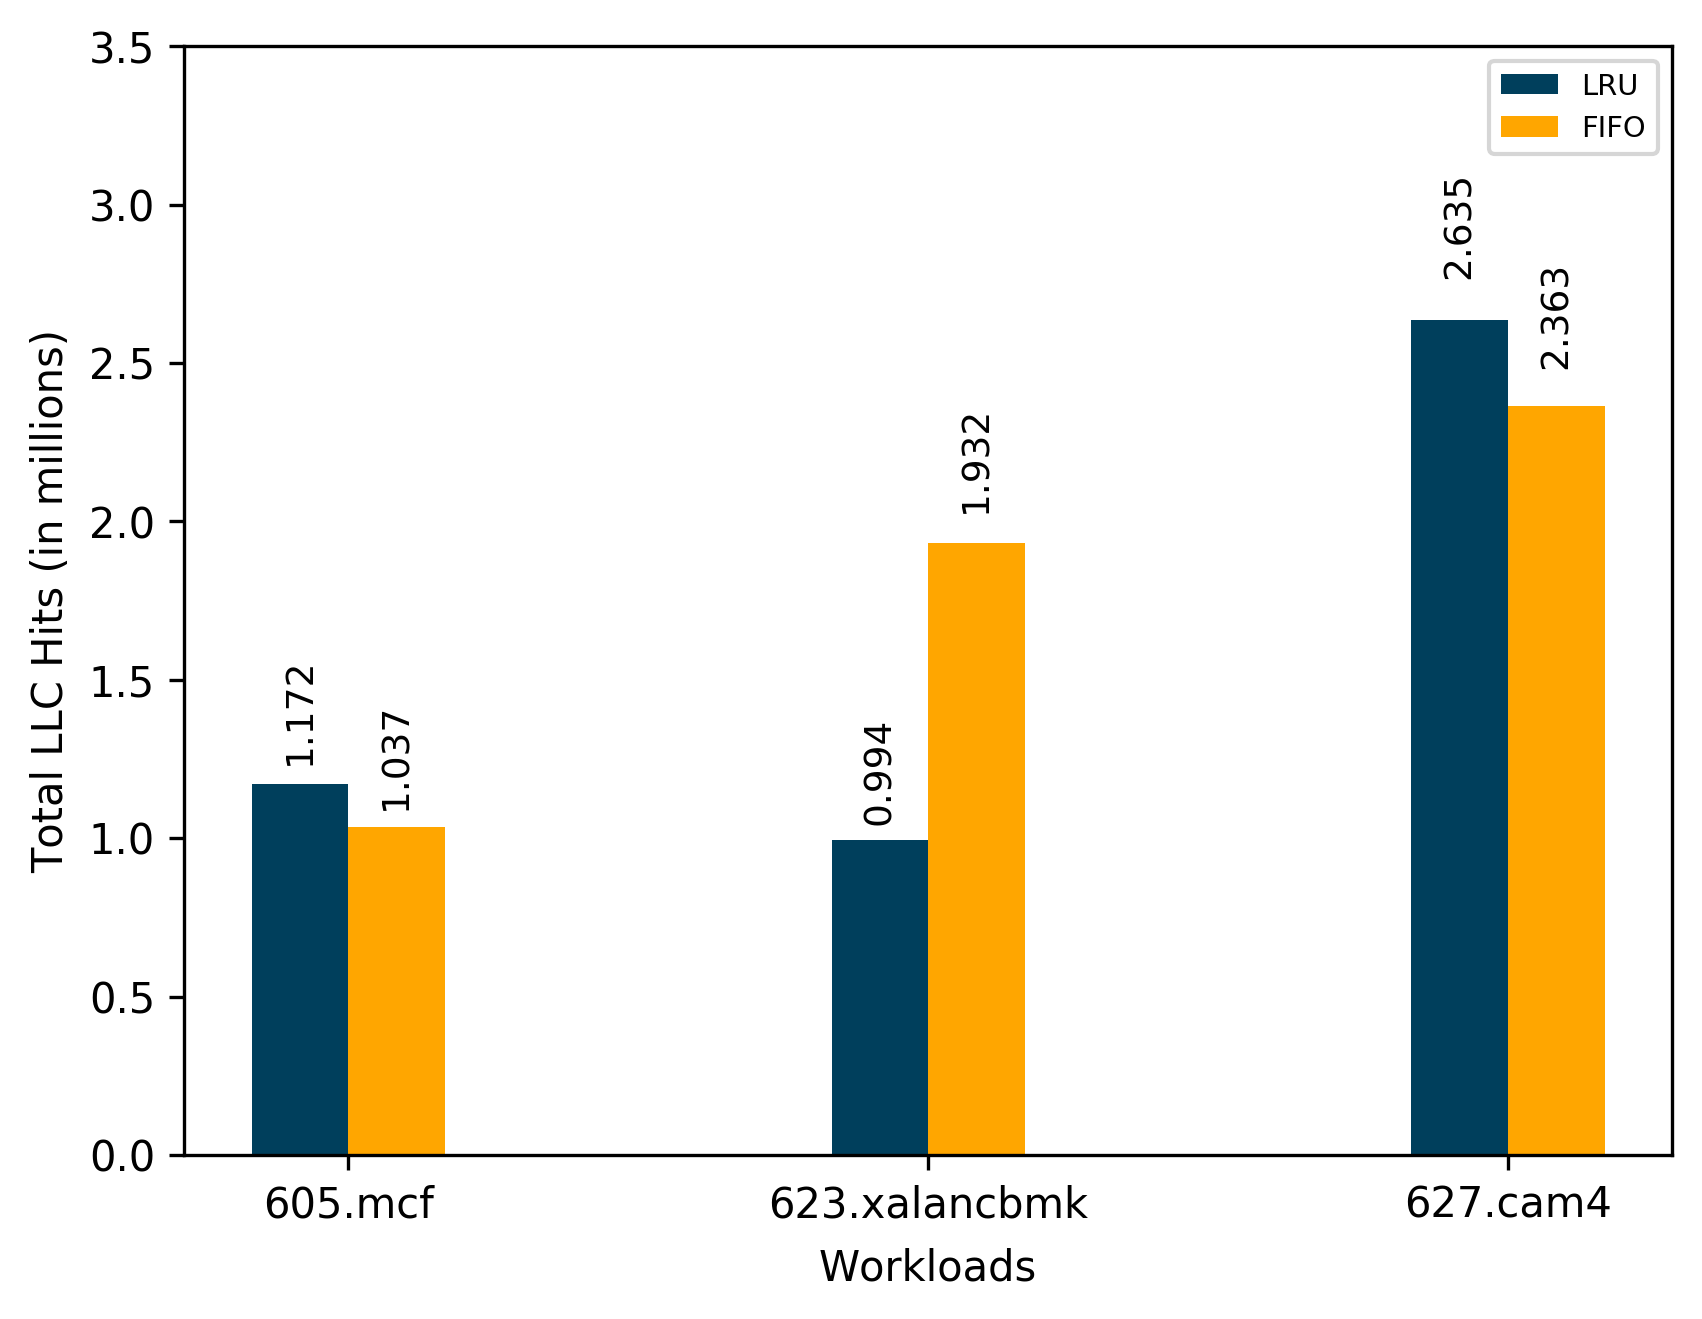 3.5
3.0
2.5
2.0
1.5
1.0
0.5
0.0
Total LLC Hits (in millions)
LRU
FIFO
1.172
1.037
0.994
1.932
2.635
2.363
605.mcf
623.xalancbmk
627.cam4
Workloads